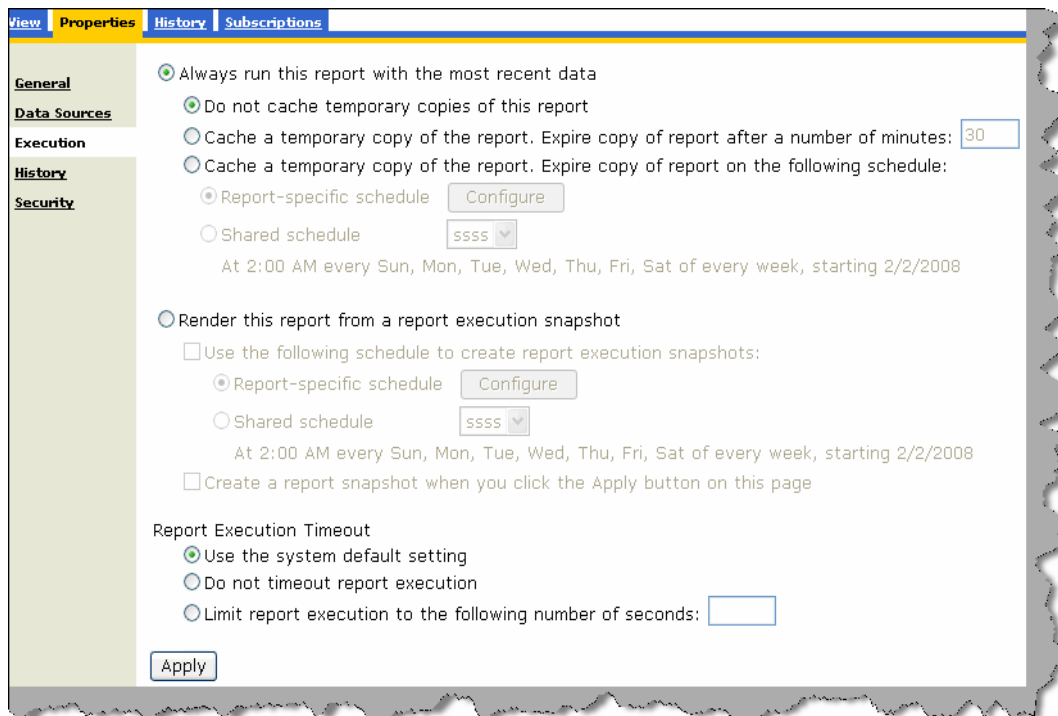 View Properties History Subscriptions
General
Data Sources
Execution
History
Security
Always run this report with the most recent data
Do not cache temporary copies of this report
Cache a temporary copy of the report. Expire copy of report after a number of minutes: 30
Cache a temporary copy of the report. Expire copy of report on the following schedule:
Report-specific schedule Configure
Shared schedule ssss
At 2:00 AM every Sun, Mon, Tue, Wed, Thu, Fri, Sat of every week, starting 2/2/2008
Render this report from a report execution snapshot
Use the following schedule to create report execution snapshots:
Report-specific schedule Configure
Shared schedule ssss
At 2:00 AM every Sun, Mon, Tue, Wed, Thu, Fri, Sat of every week, starting 2/2/2008
Create a report snapshot when you click the Apply button on this page
Report Execution Timeout
Use the system default setting
Do not timeout report execution
Limit report execution to the following number of seconds:
Apply